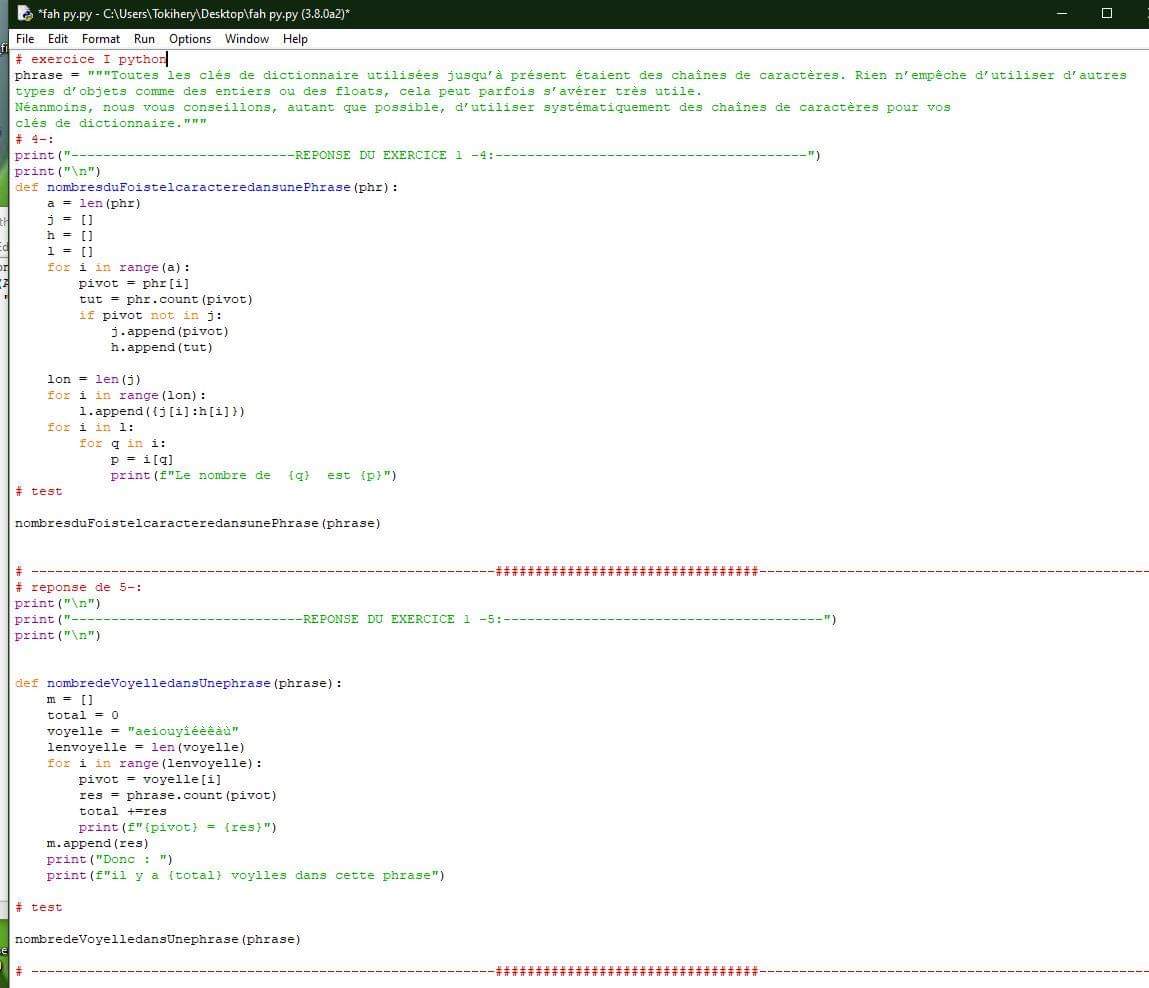 *fah py.py - C:\Users\Tokihery\Desktop\fah py.py (3.8.0a2)*
File Edit Format Run Options Window Help
# exercice I python
phrase = """Toutes les clés de dictionnaire utilisées jusqu’à présent étaient des chaînes de caractères. Rien n’empêche d’utiliser d’autres
types d’objets comme des entiers ou des floats, cela peut parfois s’avérer très utile.
Néanmoins, nous vous conseillons, autant que possible, d’utiliser systématiquement des chaînes de caractères pour vos
clés de dictionnaire."""
# 4-:
print("----------------------------REPONSE DU EXERCICE 1 -4:---------------------------------------")
print("\n")
def nombresduFoistelcaracteredansunePhrase(phr):
    a = len(phr)
    j = []
    h = []
    l = []
    for i in range(a):
        pivot = phr[i]
        tut = phr.count(pivot)
        if pivot not in j:
            j.append(pivot)
            h.append(tut)
    lon = len(j)
    for i in range(lon):
        l.append({j[i]:h[i]})
    for i in l:
        for q in i:
            p = i[q]
            print(f"Le nombre de  {q}  est {p}")
# test
nombresduFoistelcaracteredansunePhrase(phrase)
# ----------------------------------------------------------#################################-------------------------------------------------
# reponse de 5-:
print("\n")
print("-----------------------------REPONSE DU EXERCICE 1 -5:----------------------------------------")
print("\n")
def nombredeVoyelledansUnephrase(phrase):
    m = []
    total = 0
    voyelle = "aeiouyîéèêàù"
    lenvoyelle = len(voyelle)
    for i in range(lenvoyelle):
        pivot = voyelle[i]
        res = phrase.count(pivot)
        total +=res
        print(f"{pivot} = {res}")
    m.append(res)
    print("Donc : ")
    print(f"il y a {total} voylles dans cette phrase")
# test
nombredeVoyelledansUnephrase(phrase)
# ----------------------------------------------------------#################################-------------------------------------------------